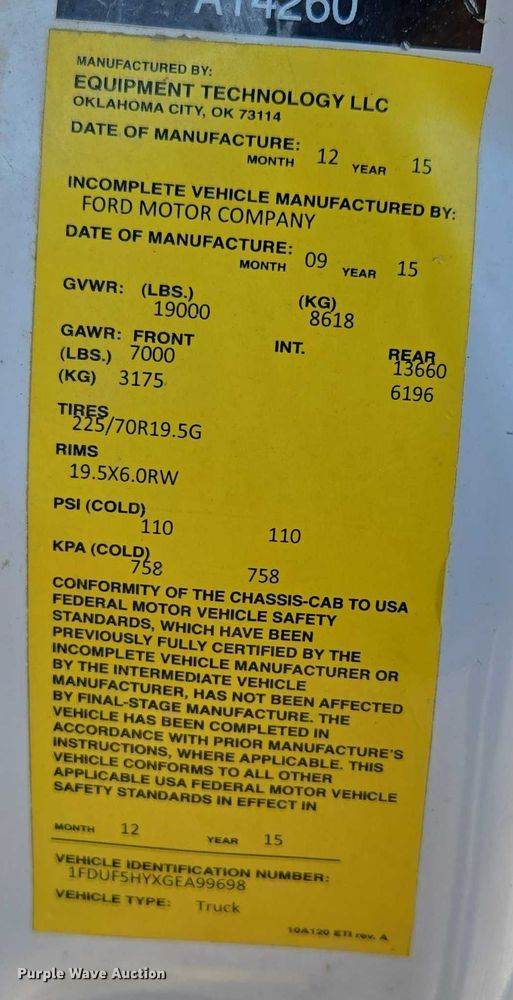 A14260
MANUFACTURED BY:
EQUIPMENT TECHNOLOGY LLC
OKLAHOMA CITY, OK 73114
DATE OF MANUFACTURE:
MONTH 12 YEAR 15
INCOMPLETE VEHICLE MANUFACTURED BY:
FORD MOTOR COMPANY
DATE OF MANUFACTURE:
MONTH 09 YEAR 15
GVWR: (LBS.) (KG)
19000 8618
GAWR: FRONT INT. REAR
(LBS.) 7000 13660
(KG) 3175 6196
TIRES
225/70R19.5G
RIMS
19.5X6.0RW
PSI (COLD)
110 110
KPA (COLD)
758 758
CONFORMITY OF THE CHASSIS-CAB TO USA
FEDERAL MOTOR VEHICLE SAFETY
STANDARDS, WHICH HAVE BEEN
PREVIOUSLY FULLY CERTIFIED BY THE
INCOMPLETE VEHICLE MANUFACTURER OR
BY THE INTERMEDIATE VEHICLE
MANUFACTURER, HAS NOT BEEN AFFECTED
BY FINAL-STAGE MANUFACTURE. THE
VEHICLE HAS BEEN COMPLETED IN
ACCORDANCE WITH PRIOR MANUFACTURE'S
INSTRUCTIONS, WHERE APPLICABLE. THIS
VEHICLE CONFORMS TO ALL OTHER
APPLICABLE USA FEDERAL MOTOR VEHICLE
SAFETY STANDARDS IN EFFECT IN
MONTH 12 YEAR 15
VEHICLE IDENTIFICATION NUMBER:
1FDUF5HYXGEA99698
VEHICLE TYPE: Truck
10A120 ETI rev. A
Purple Wave Auction